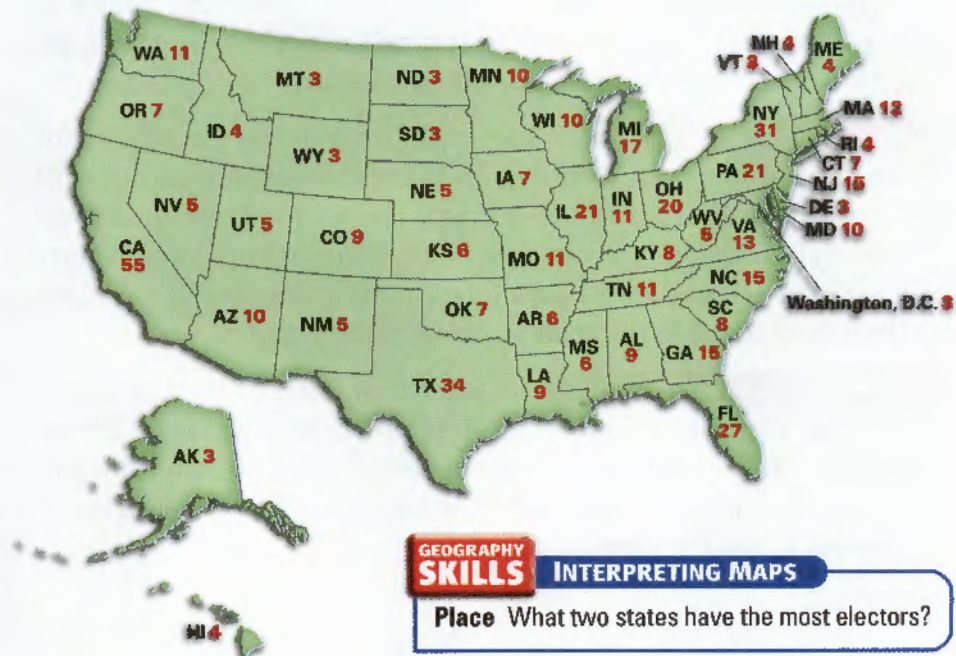 WA 11
MT 3
ND 3
MN 10
NH 4
VT 3
ME
4
OR 7
ID 4
WY 3
SD 3
WI 10
MI
17
NY
31
MA 12
RI 4
CT 7
NJ 15
DE 3
MD 10
NV 5
UT 5
CO 9
NE 5
IA 7
IL 21
IN
11
OH
20
PA 21
WV
5
VA
13
CA
55
KS 6
MO 11
KY 8
NC 15
TN 11
SC
8
Washington, D.C. 3
AZ 10
NM 5
OK 7
AR 6
MS
6
AL
9
GA 15
TX 34
LA
9
FL
27
AK 3
HI 4
GEOGRAPHY
SKILLS
INTERPRETING MAPS
Place What two states have the most electors?